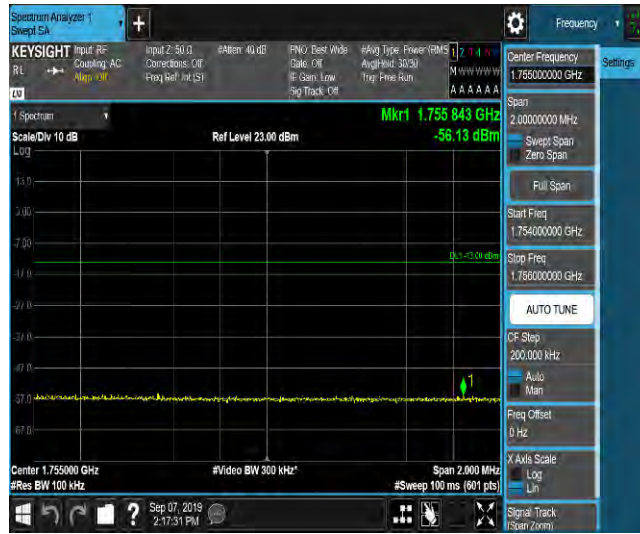 Spectrum Analyzer 1
Swept SA
+
Frequency
KEYSIGHT Input: RF
RL
Coupling: AC
Align: Off
Input Z: 50 Ω
Corrections: Off
Freq Ref: Int (S)
#Atten: 40 dB
PNO: Best Wide
Gate: Off
IF Gain: Low
Sig Track: Off
#Avg Type: Power (RMS
Avg|Hold: 30/30
Trig: Free Run
M W W W W W
A A A A A A
LXI
1 Spectrum
Scale/Div 10 dB
Log
Ref Level 23.00 dBm
Mkr1 1.755 843 GHz
-56.13 dBm
13.0
3.00
-7.00
DL1 -13.00 dBm
-17.0
-27.0
-37.0
-47.0
1
-57.0
-67.0
Center 1.755000 GHz
#Res BW 100 kHz
#Video BW 300 kHz*
Span 2.000 MHz
#Sweep 100 ms (601 pts)
?
Sep 07, 2019
2:17:31 PM
Center Frequency
1.755000000 GHz
Settings
Span
2.00000000 MHz
Swept Span
Zero Span
Full Span
Start Freq
1.754000000 GHz
Stop Freq
1.756000000 GHz
AUTO TUNE
CF Step
200.000 kHz
Auto
Man
Freq Offset
0 Hz
X Axis Scale
Log
Lin
Signal Track
(Span Zoom)